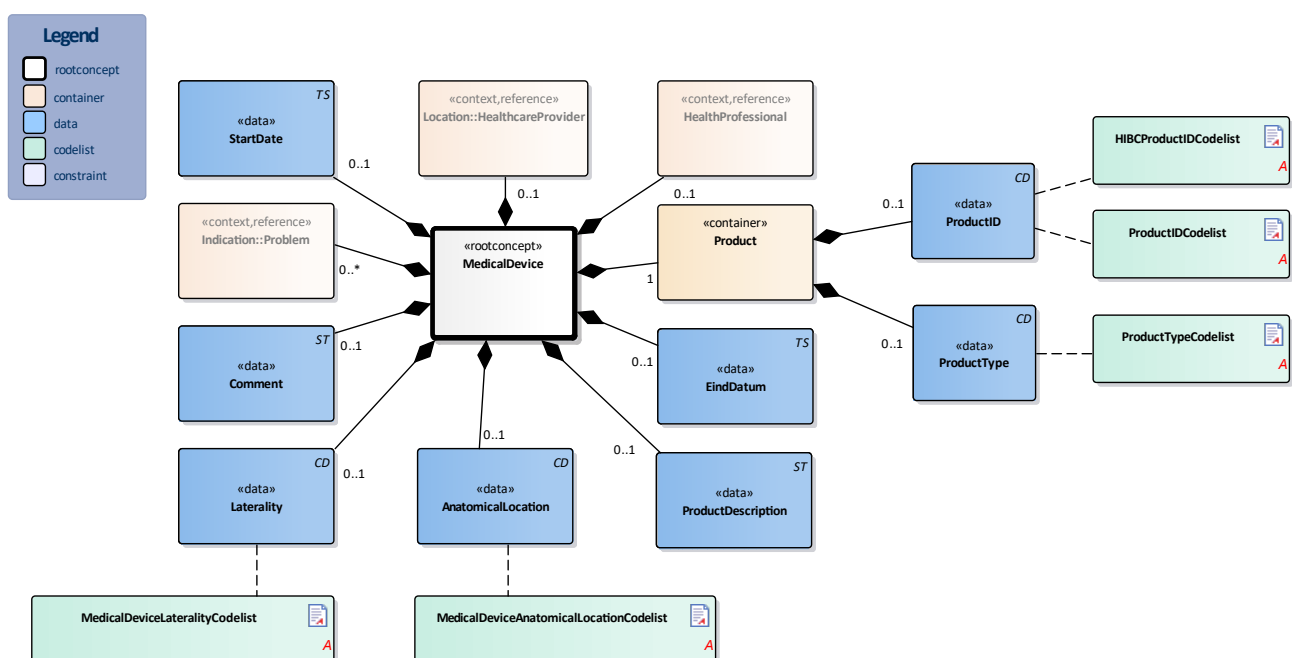 Legend
rootconcept
container
data
codelist
constraint
TS
«data»
StartDate
0..1
«context,reference»
Location::HealthcareProvider
0..1
«context,reference»
HealthProfessional
0..1
«context,reference»
Indication::Problem
0..*
«rootconcept»
MedicalDevice
«container»
Product
1
CD
«data»
ProductID
0..1
HIBCProductIDCodelist
A
ProductIDCodelist
A
CD
«data»
ProductType
0..1
ProductTypeCodelist
A
ST
«data»
Comment
0..1
TS
«data»
EindDatum
0..1
CD
«data»
Laterality
0..1
CD
«data»
AnatomicalLocation
0..1
ST
«data»
ProductDescription
0..1
MedicalDeviceLateralityCodelist
A
MedicalDeviceAnatomicalLocationCodelist
A